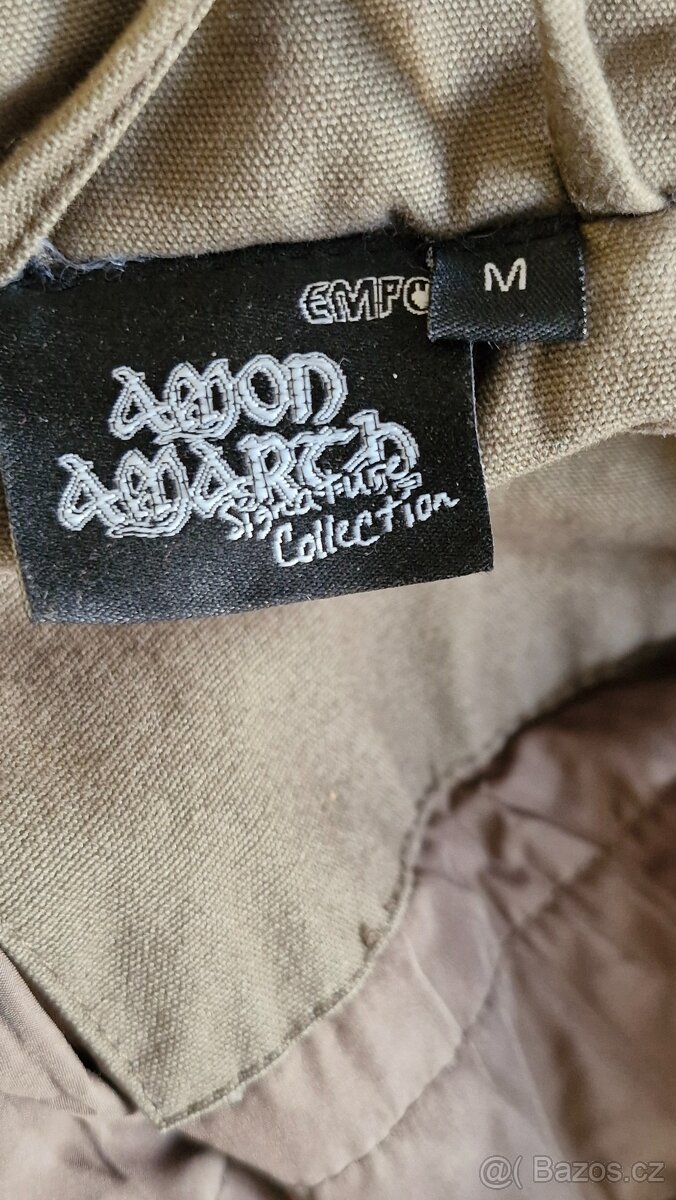 EMP
M
AMON
AMARTH
Signature
Collection
@( Bazos.cz